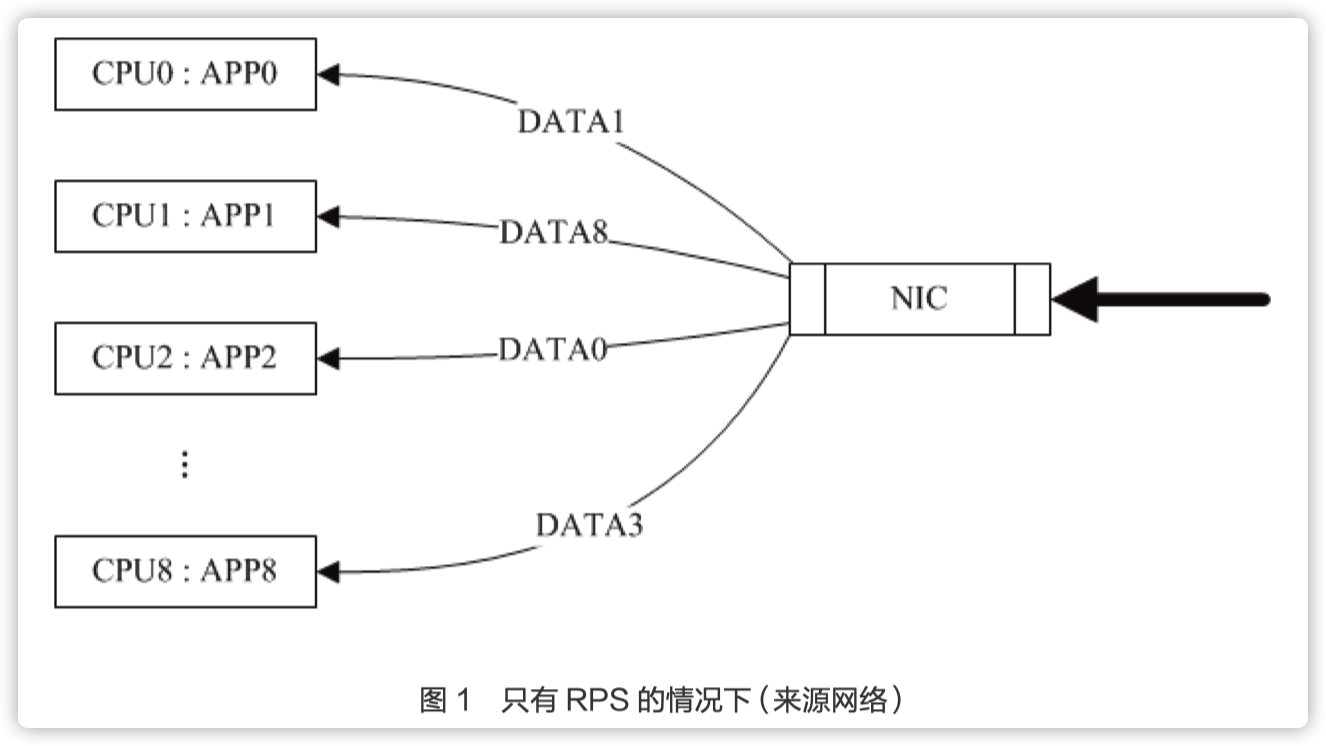 CPU0 : APP0
DATA1
CPU1 : APP1
DATA8
NIC
CPU2 : APP2
DATA0
⋮
DATA3
CPU8 : APP8
图 1 只有 RPS 的情况下(来源网络)